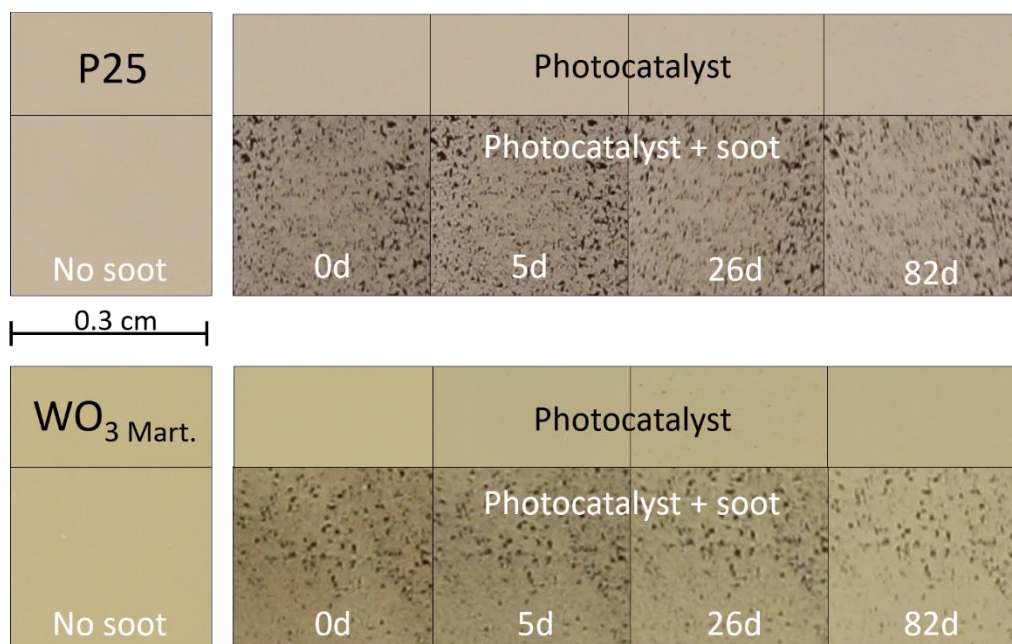 P25
Photocatalyst
Photocatalyst + soot
No soot
0d
5d
26d
82d
0.3 cm
WO3 Mart.
Photocatalyst
Photocatalyst + soot
No soot
0d
5d
26d
82d